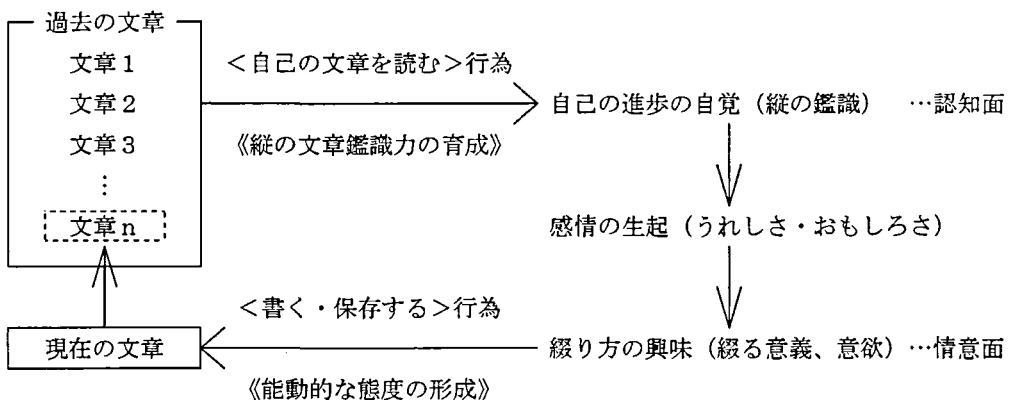 過去の文章
文章1
文章2
文章3
⋮
文章n
<自己の文章を読む>行為
《縦の文章鑑識力の育成》
自己の進歩の自覚（縦の鑑識） …認知面
感情の生起（うれしさ・おもしろさ）
綴り方の興味（綴る意義、意欲）…情意面
<書く・保存する>行為
《能動的な態度の形成》
現在の文章